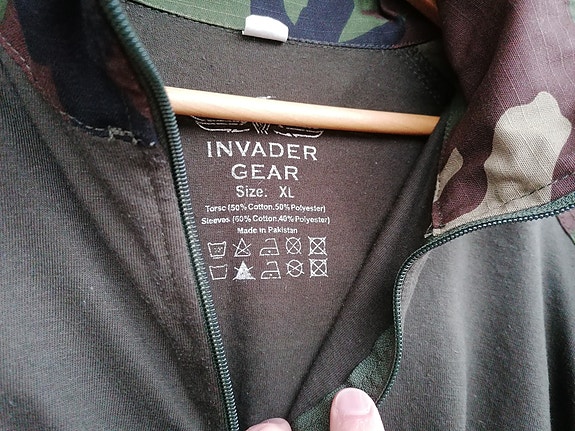 INVADER
GEAR
Size: XL
Torso (50% Cotton,50% Polyester)
Sleeves (60% Cotton,40% Polyester)
Made in Pakistan